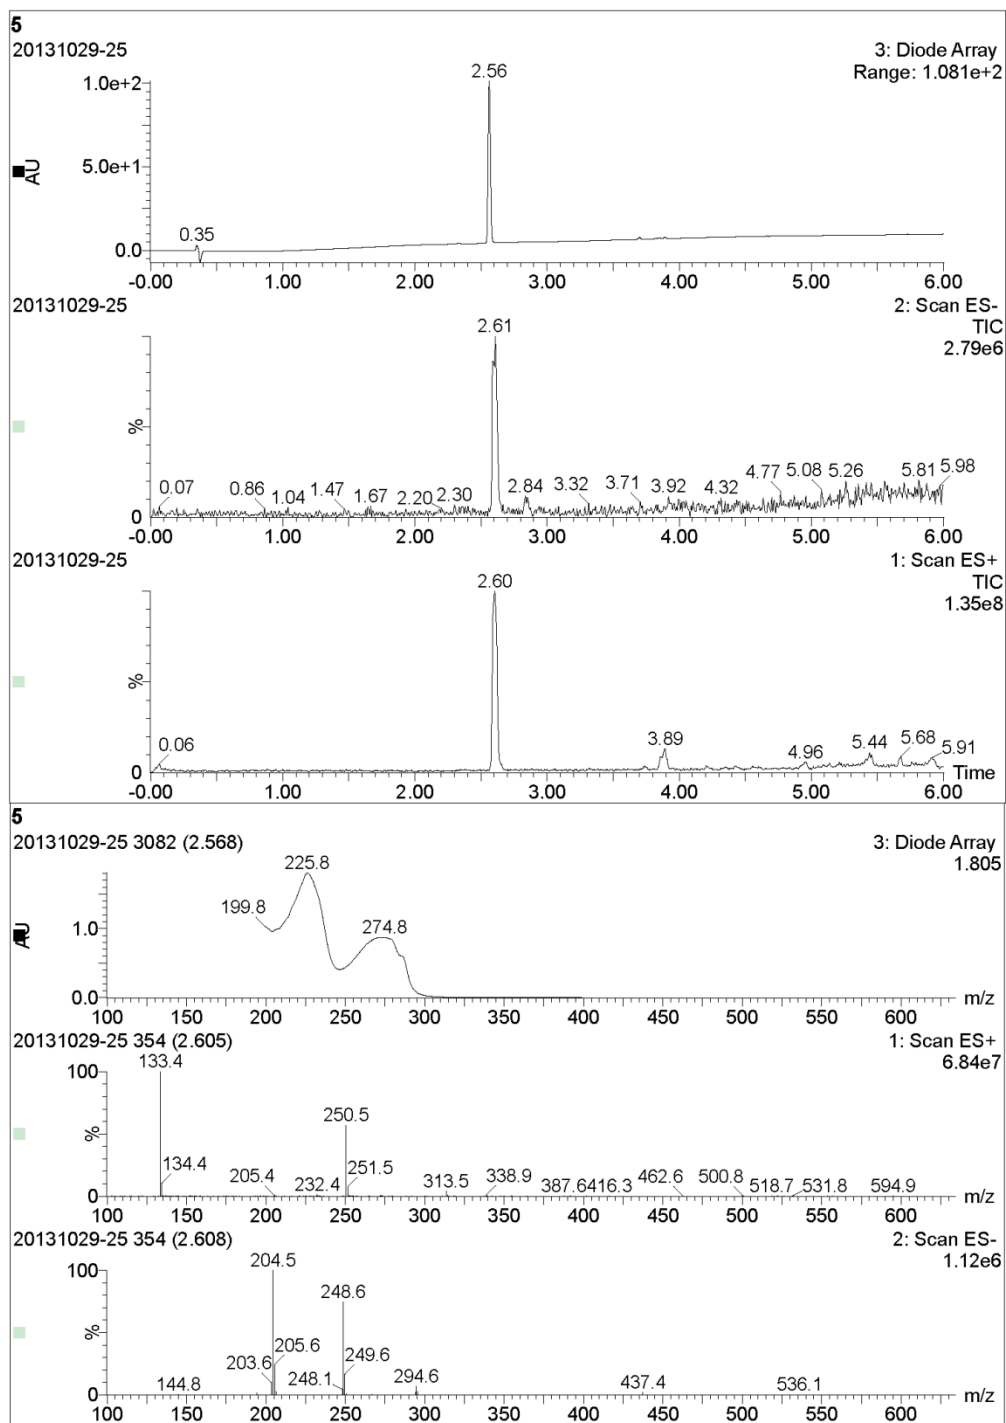 5
20131029-25
3: Diode Array
Range: 1.081e+2
2.56
1.0e+2
5.0e+1
AU
0.35
0.0
-0.00 1.00 2.00 3.00 4.00 5.00 6.00
20131029-25
2: Scan ES-
TIC
2.79e6
2.61
%
0.07 0.86 1.04 1.47 1.67 2.20 2.30 2.84 3.32 3.71 3.92 4.32 4.77 5.08 5.26 5.81 5.98
0
-0.00 1.00 2.00 3.00 4.00 5.00 6.00
20131029-25
1: Scan ES+
TIC
1.35e8
2.60
%
0.06 3.89 4.96 5.44 5.68 5.91
0
Time
-0.00 1.00 2.00 3.00 4.00 5.00 6.00
5
20131029-25 3082 (2.568)
3: Diode Array
1.805
225.8
199.8
274.8
AU
1.0
0.0
m/z
100 150 200 250 300 350 400 450 500 550 600
20131029-25 354 (2.605)
1: Scan ES+
6.84e7
133.4
100
250.5
%
134.4 205.4 232.4 251.5 313.5 338.9 387.6 416.3 462.6 500.8 518.7 531.8 594.9
0
m/z
100 150 200 250 300 350 400 450 500 550 600
20131029-25 354 (2.608)
2: Scan ES-
1.12e6
204.5
100
248.6
%
205.6
203.6
249.6
144.8 248.1 294.6 437.4 536.1
0
m/z
100 150 200 250 300 350 400 450 500 550 600